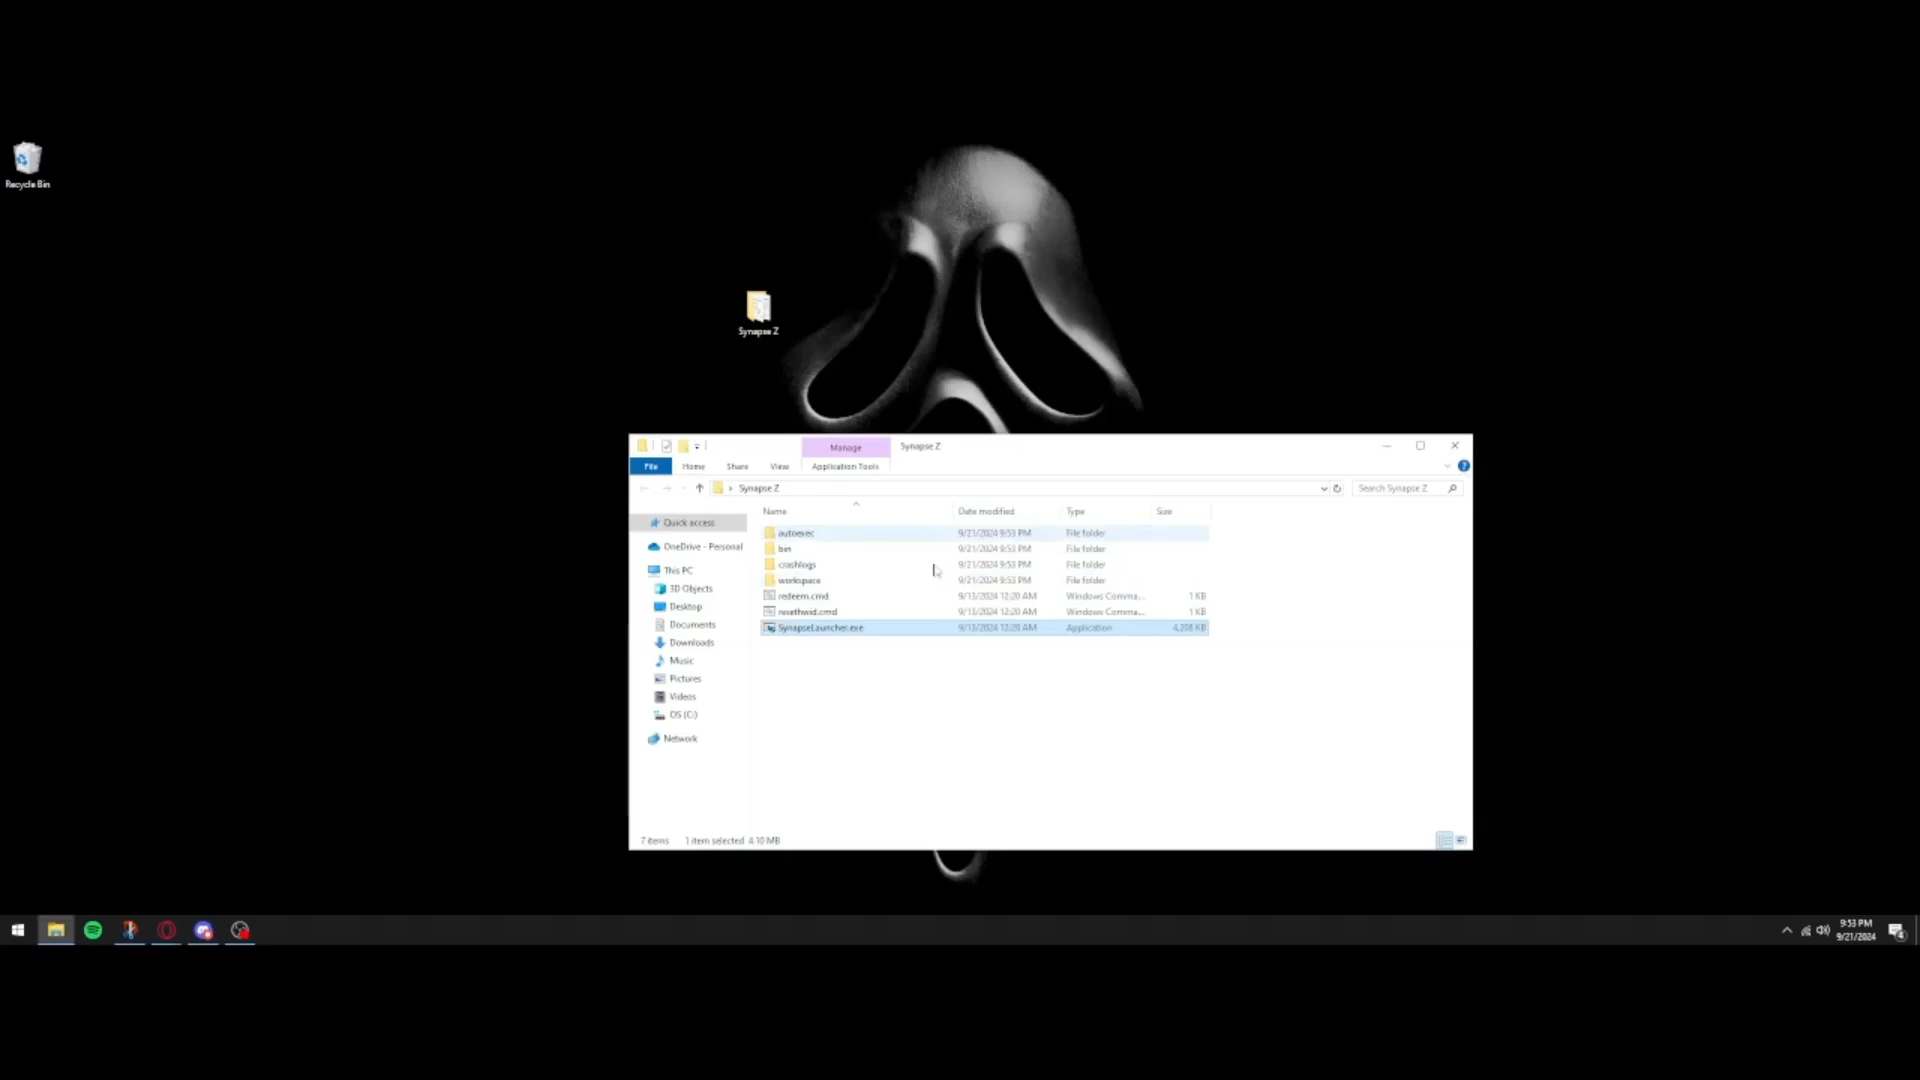 Recycle Bin
Synapse Z
Manage
Synapse Z
File
Home
Share
View
Application Tools
Synapse Z
Search Synapse Z
Name
Date modified
Type
Size
Quick access
OneDrive - Personal
This PC
3D Objects
Desktop
Documents
Downloads
Music
Pictures
Videos
OS (C:)
Network
autoexec 9/21/2024 9:53 PM File folder
bin 9/21/2024 9:53 PM File folder
crashlogs 9/21/2024 9:53 PM File folder
workspace 9/21/2024 9:53 PM File folder
redeem.cmd 9/13/2024 12:20 AM Windows Comma... 1 KB
resethwid.cmd 9/13/2024 12:20 AM Windows Comma... 1 KB
SynapseLauncher.exe 9/13/2024 12:28 AM Application 4,208 KB
7 items 1 item selected 4.10 MB
9:53 PM
9/21/2024
4